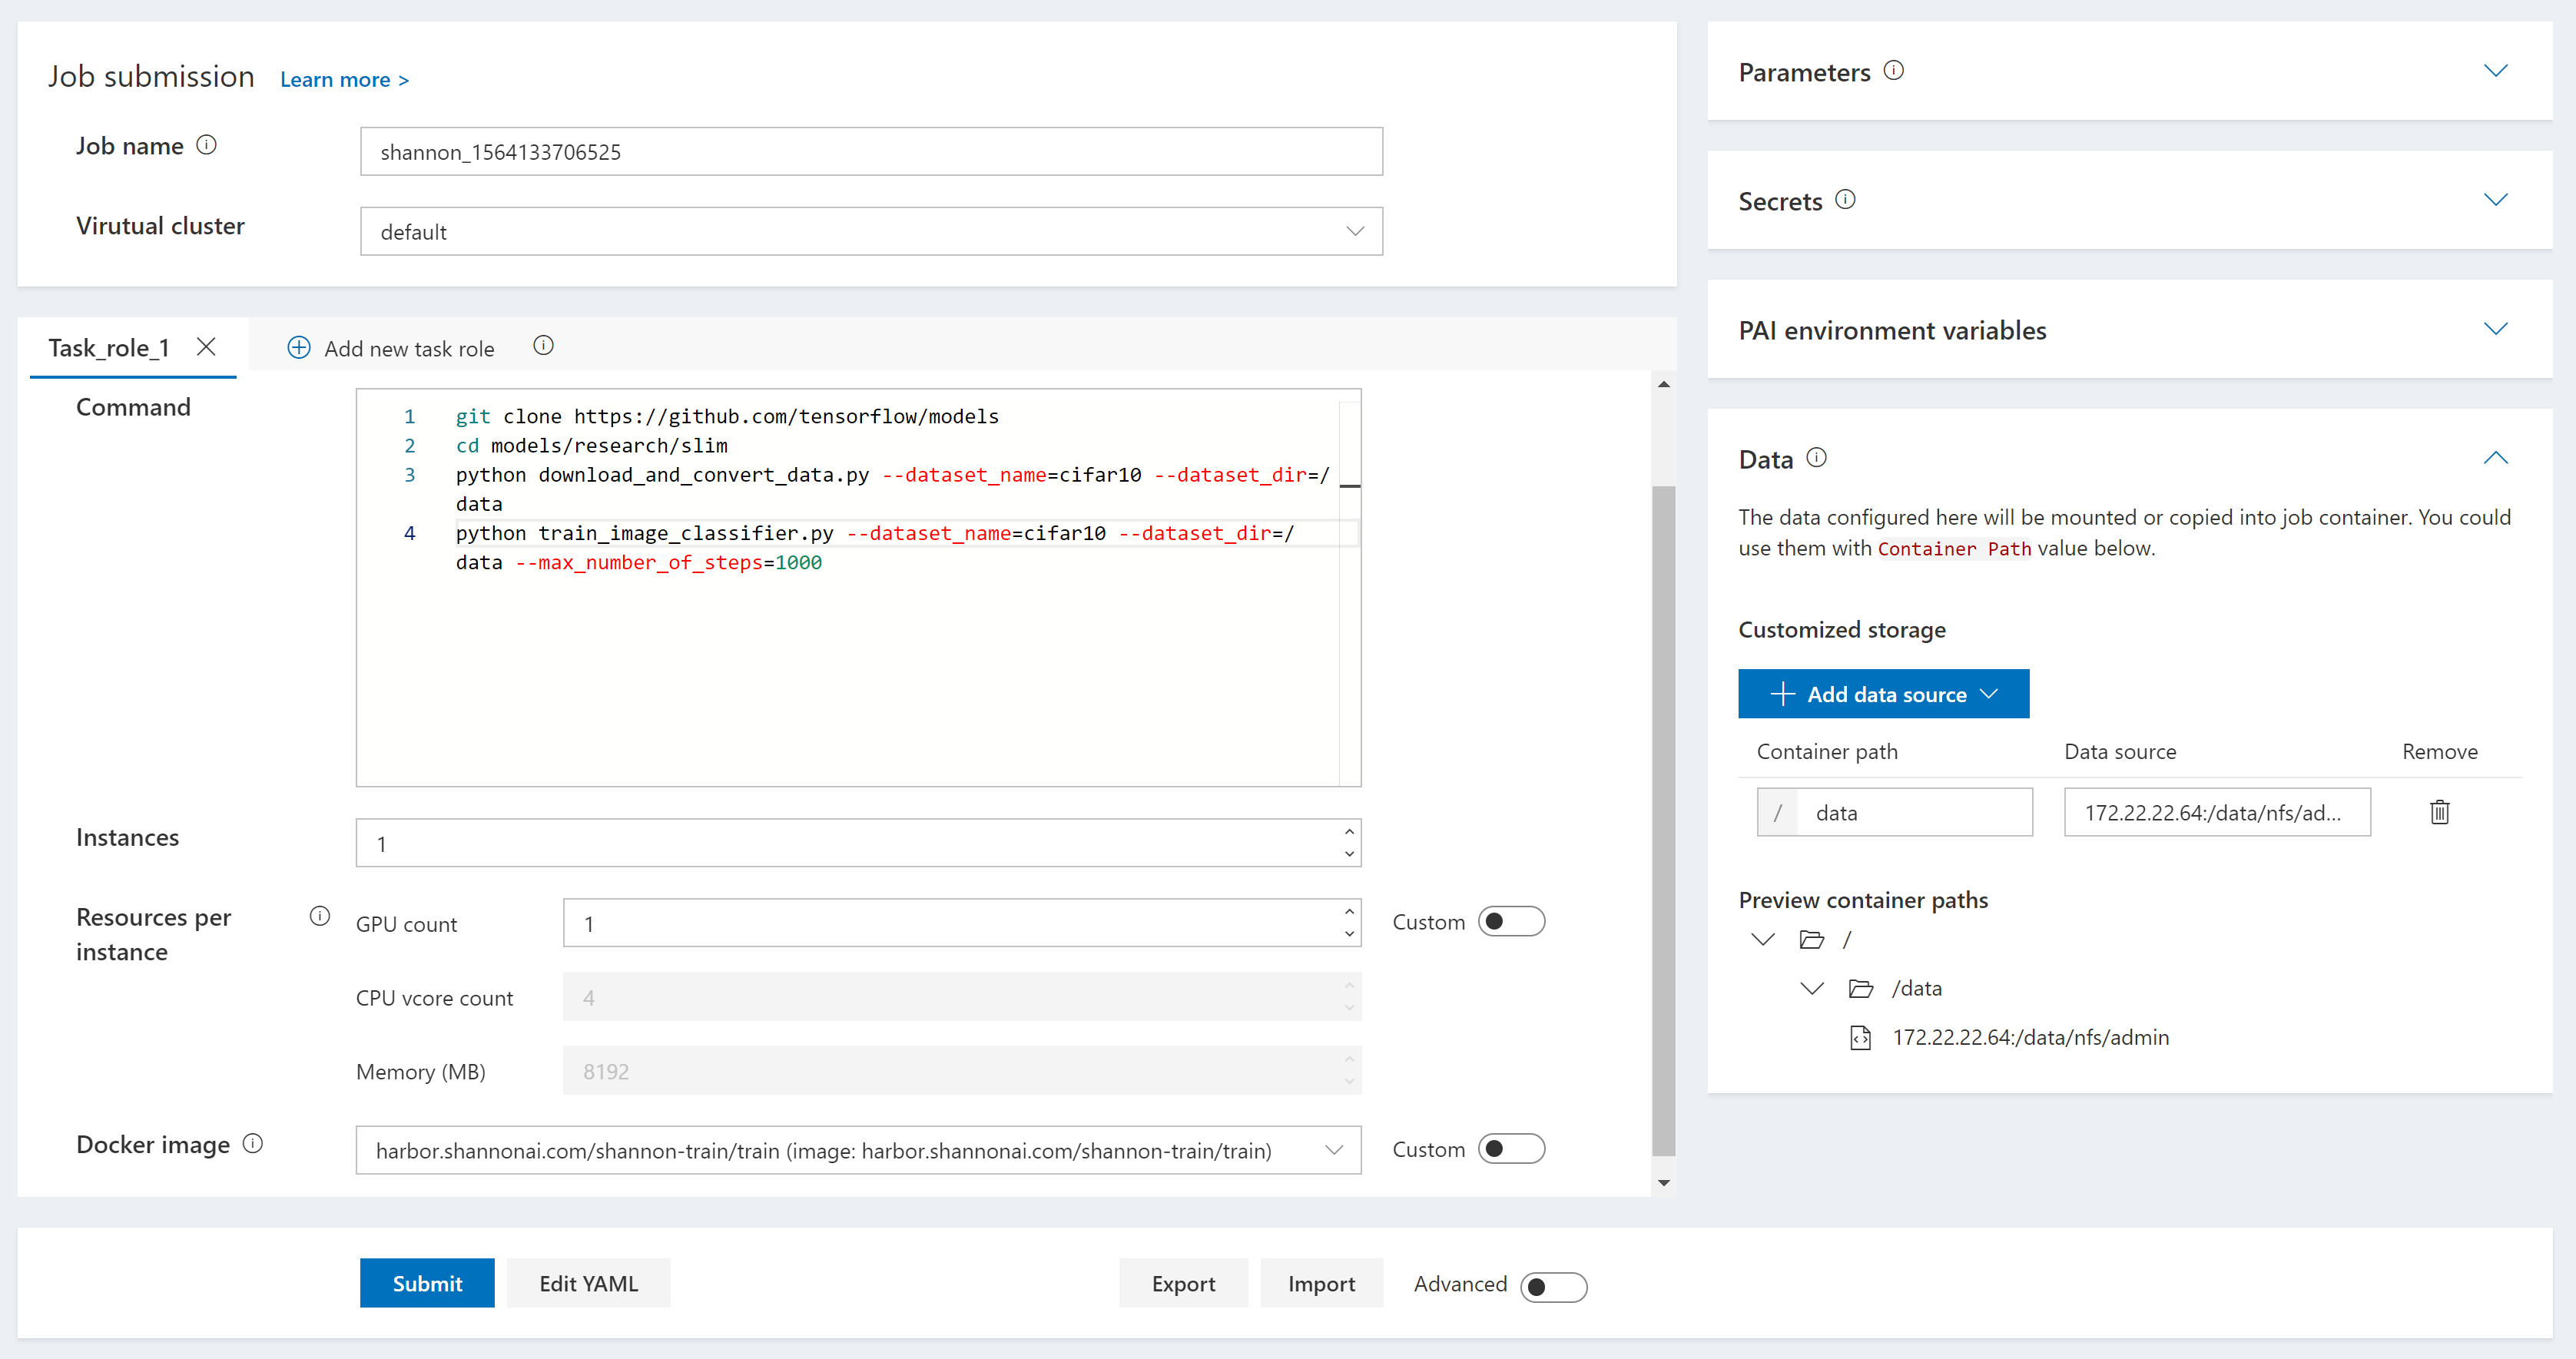 Job submission Learn more >
Job name
shannon_1564133706525
Virutual cluster
default
Task_role_1
Add new task role
Command
1 git clone https://github.com/tensorflow/models
2 cd models/research/slim
3 python download_and_convert_data.py --dataset_name=cifar10 --dataset_dir=/
data
4 python train_image_classifier.py --dataset_name=cifar10 --dataset_dir=/
data --max_number_of_steps=1000
Instances
1
Resources per
instance
GPU count
1
Custom
CPU vcore count
4
Memory (MB)
8192
Docker image
harbor.shannonai.com/shannon-train/train (image: harbor.shannonai.com/shannon-train/train)
Custom
Submit
Edit YAML
Export
Import
Advanced
Parameters
Secrets
PAI environment variables
Data
The data configured here will be mounted or copied into job container. You could
use them with Container Path value below.
Customized storage
Add data source
Container path Data source Remove
/ data 172.22.22.64:/data/nfs/ad...
Preview container paths
/
/data
172.22.22.64:/data/nfs/admin